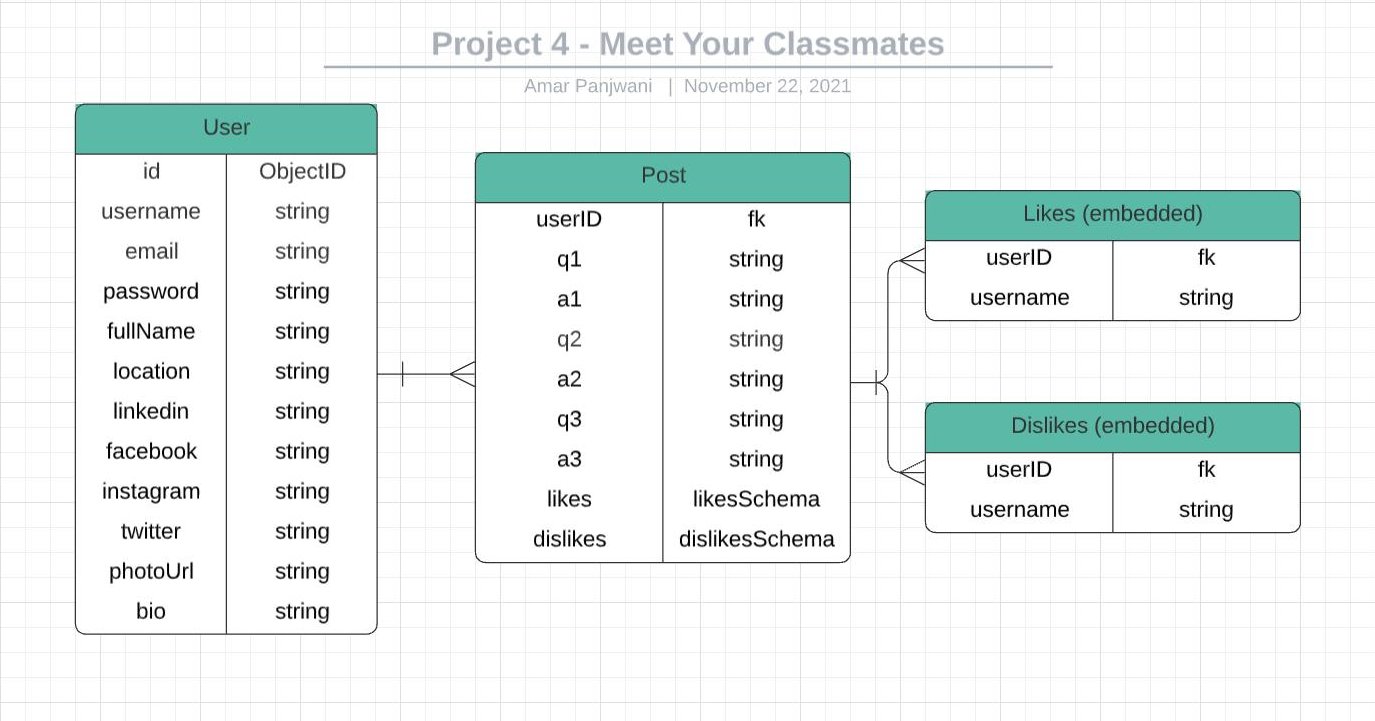 Project 4 - Meet Your Classmates
Amar Panjwani | November 22, 2021
User
id ObjectID
username string
email string
password string
fullName string
location string
linkedin string
facebook string
instagram string
twitter string
photoUrl string
bio string
Post
userID fk
q1 string
a1 string
q2 string
a2 string
q3 string
a3 string
likes likesSchema
dislikes dislikesSchema
Likes (embedded)
userID fk
username string
Dislikes (embedded)
userID fk
username string